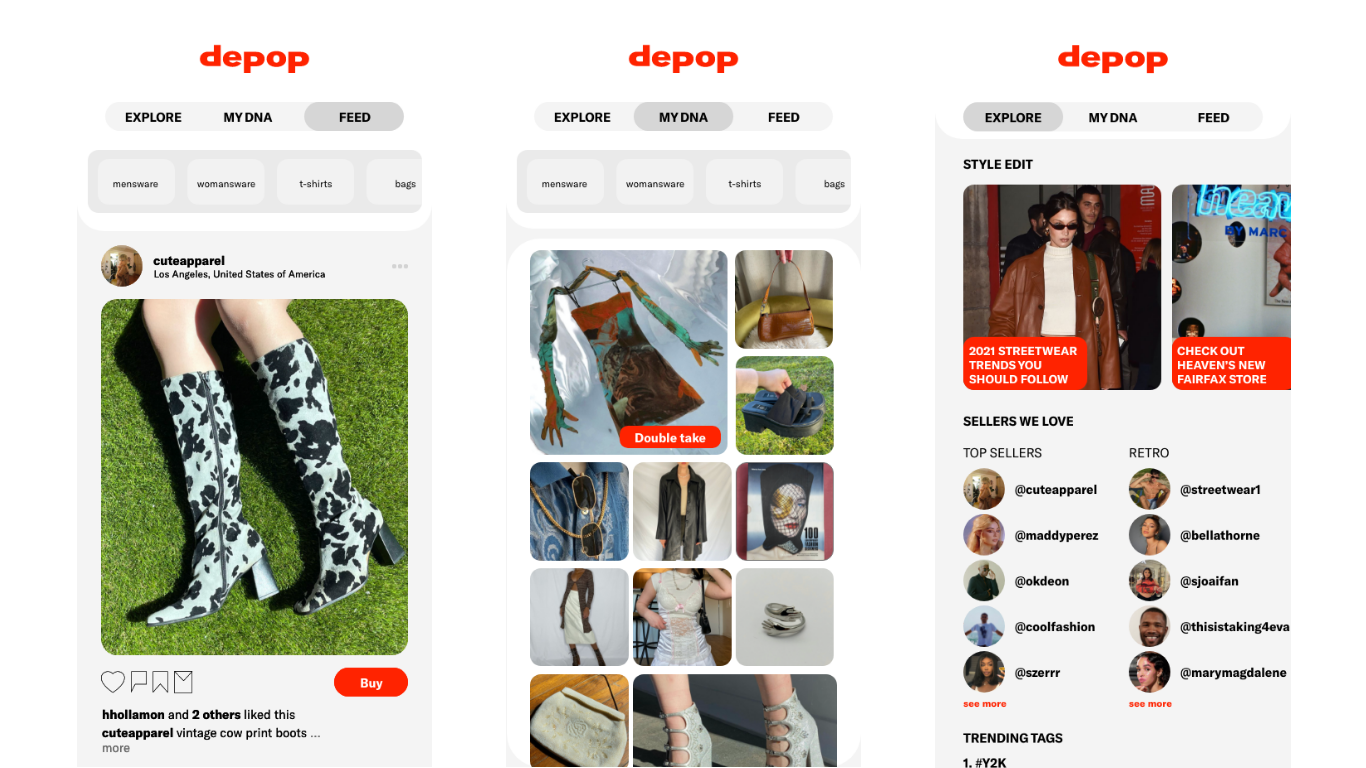 depop
EXPLORE MY DNA FEED
mensware womansware t-shirts bags
cuteapparel
Los Angeles, United States of America
Buy
hhollamon and 2 others liked this
cuteapparel vintage cow print boots ...
more
depop
EXPLORE MY DNA FEED
mensware womansware t-shirts bags
Double take
100
depop
EXPLORE MY DNA FEED
STYLE EDIT
heav
BY MARC
2021 STREETWEAR
TRENDS YOU
SHOULD FOLLOW
CHECK OUT
HEAVEN'S NEW
FAIRFAX STORE
SELLERS WE LOVE
TOP SELLERS RETRO
@cuteapparel @streetwear1
@maddyperez @bellathorne
@okdeon @sjoaifan
@coolfashion @thisistaking4eva
@szerrr @marymagdalene
see more see more
TRENDING TAGS
1. #Y2K